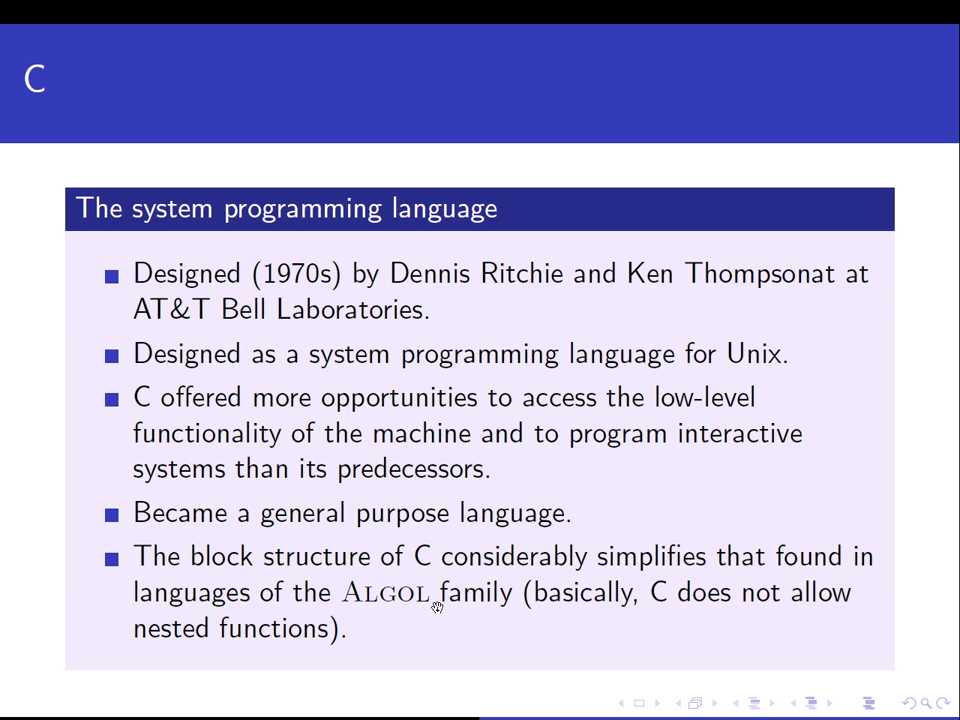 C
The system programming language
Designed (1970s) by Dennis Ritchie and Ken Thompsonat at
AT&T Bell Laboratories.
Designed as a system programming language for Unix.
C offered more opportunities to access the low-level
functionality of the machine and to program interactive
systems than its predecessors.
Became a general purpose language.
The block structure of C considerably simplifies that found in
languages of the ALGOL family (basically, C does not allow
nested functions).